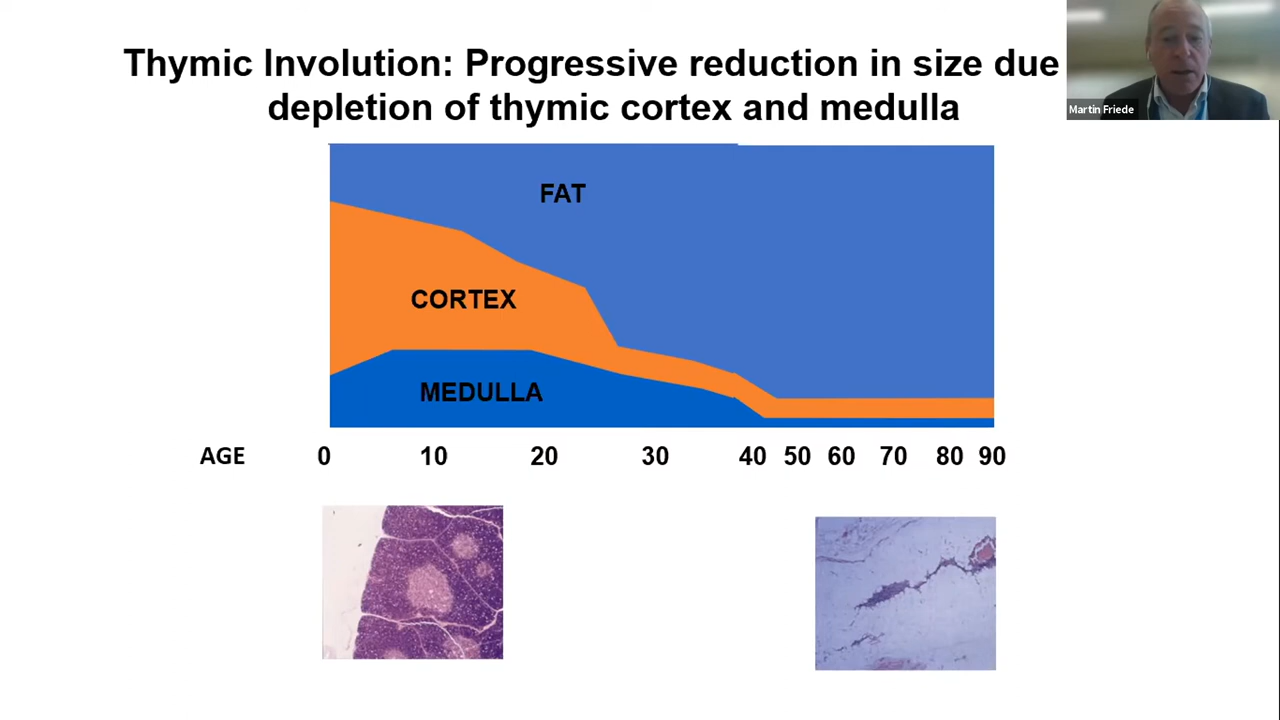 Thymic Involution: Progressive reduction in size due
depletion of thymic cortex and medulla
Martin Friede
FAT
CORTEX
MEDULLA
AGE 0 10 20 30 40 50 60 70 80 90